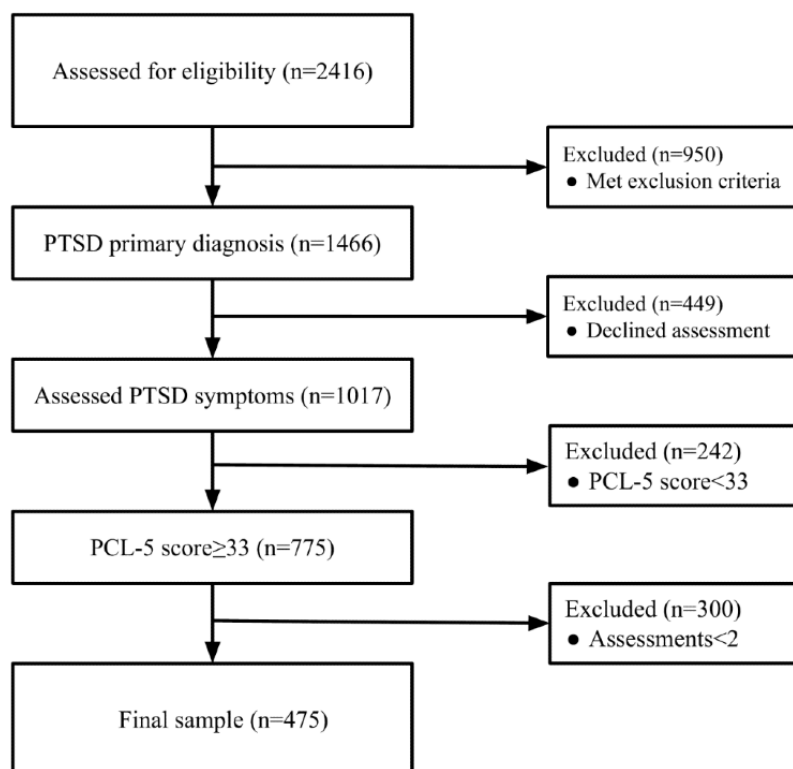 Assessed for eligibility (n=2416)
Excluded (n=950)
● Met exclusion criteria
PTSD primary diagnosis (n=1466)
Excluded (n=449)
● Declined assessment
Assessed PTSD symptoms (n=1017)
Excluded (n=242)
● PCL-5 score<33
PCL-5 score≥33 (n=775)
Excluded (n=300)
● Assessments<2
Final sample (n=475)